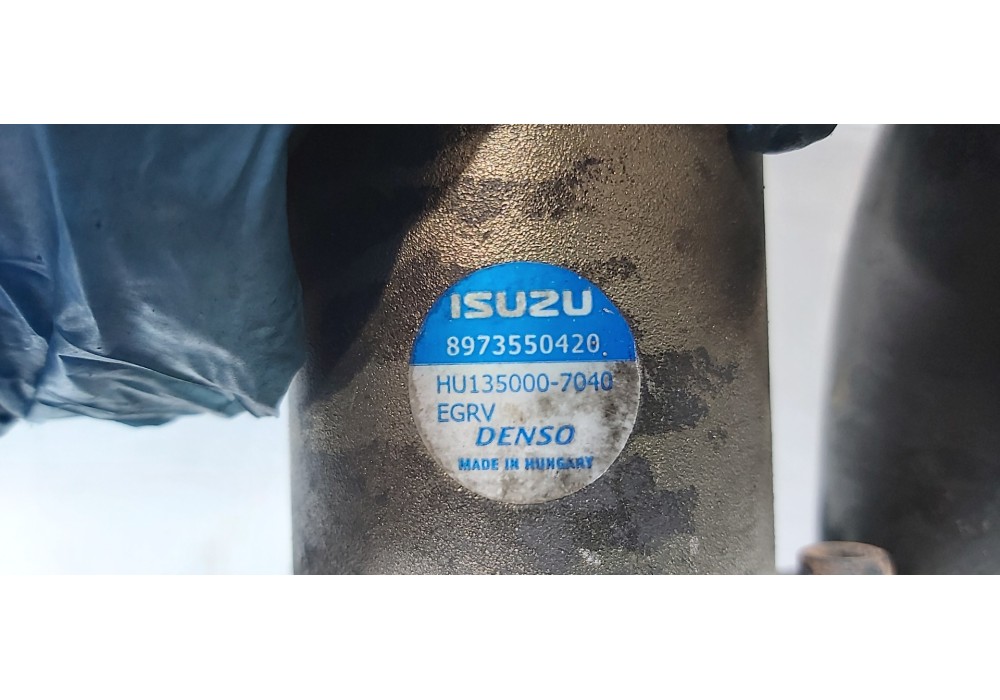 ISUZU
8973550420.
HU135000-7040
EGRV
DENSO
MADE IN HUNGARY